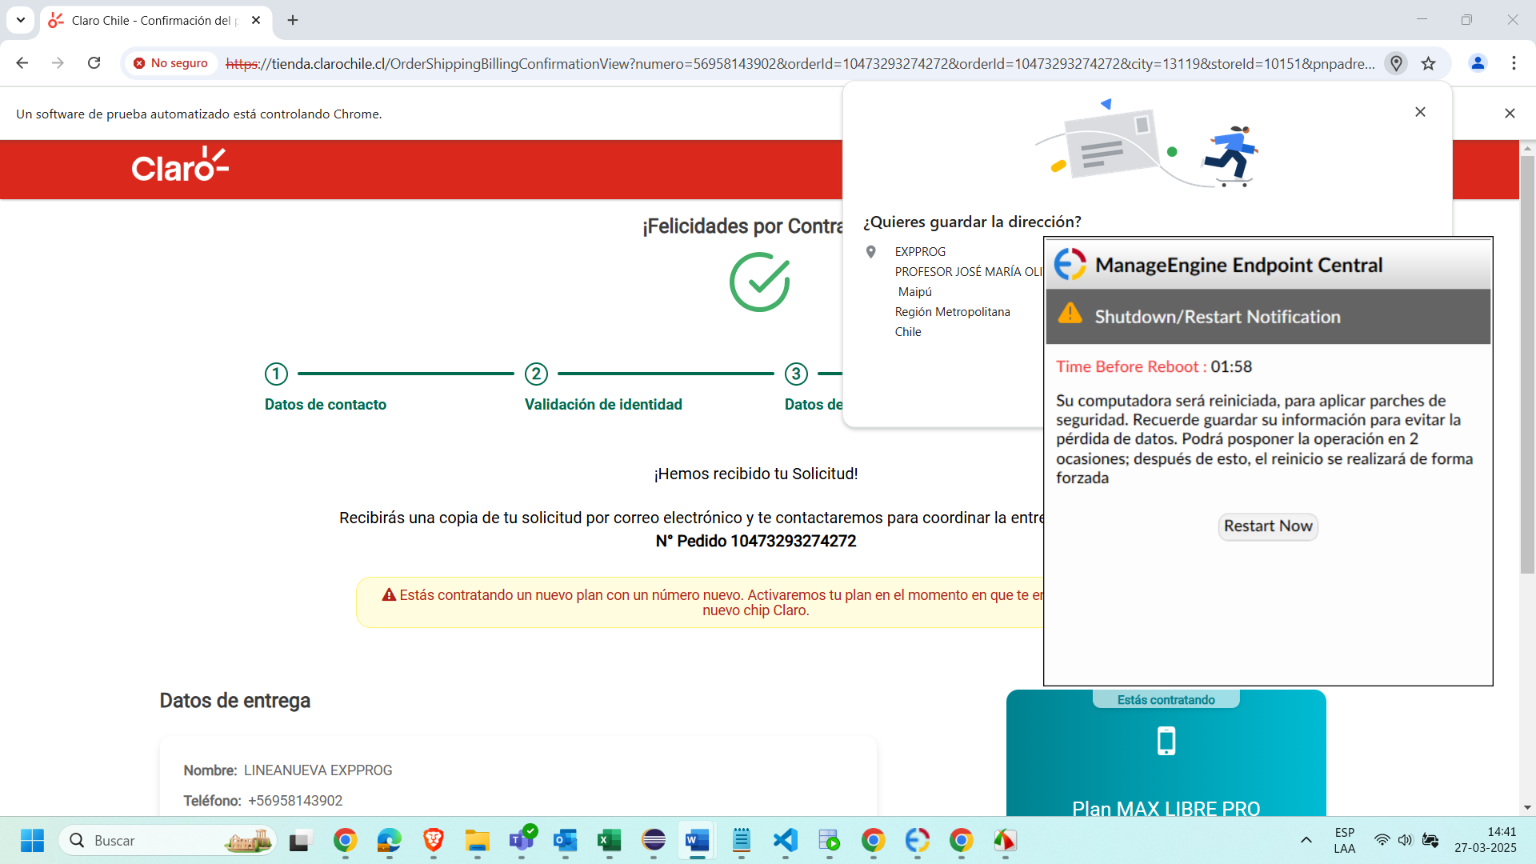 Claro Chile - Confirmación del
No seguro
https://tienda.clarochile.cl/OrderShippingBillingConfirmationView?numero=56958143902&orderId=10473293274272&orderId=10473293274272&city=13119&storeId=10151&pnpadre...
Un software de prueba automatizado está controlando Chrome.
Claro
¡Felicidades por Contra
¿Quieres guardar la dirección?
EXPPROG
PROFESOR JOSÉ MARÍA OLI
Maipú
Región Metropolitana
Chile
ManageEngine Endpoint Central
Shutdown/Restart Notification
Time Before Reboot : 01:58
Su computadora será reiniciada, para aplicar parches de
seguridad. Recuerde guardar su información para evitar la
pérdida de datos. Podrá posponer la operación en 2
ocasiones; después de esto, el reinicio se realizará de forma
forzada
Restart Now
1 2 3
Datos de contacto Validación de identidad Datos de
¡Hemos recibido tu Solicitud!
Recibirás una copia de tu solicitud por correo electrónico y te contactaremos para coordinar la entre
N° Pedido 10473293274272
Estás contratando un nuevo plan con un número nuevo. Activaremos tu plan en el momento en que te en
nuevo chip Claro.
Datos de entrega
Nombre: LINEANUEVA EXPPROG
Teléfono: +56958143902
Estás contratando
Plan MAX LIBRE PRO
Buscar
ESP
LAA
14:41
27-03-2025